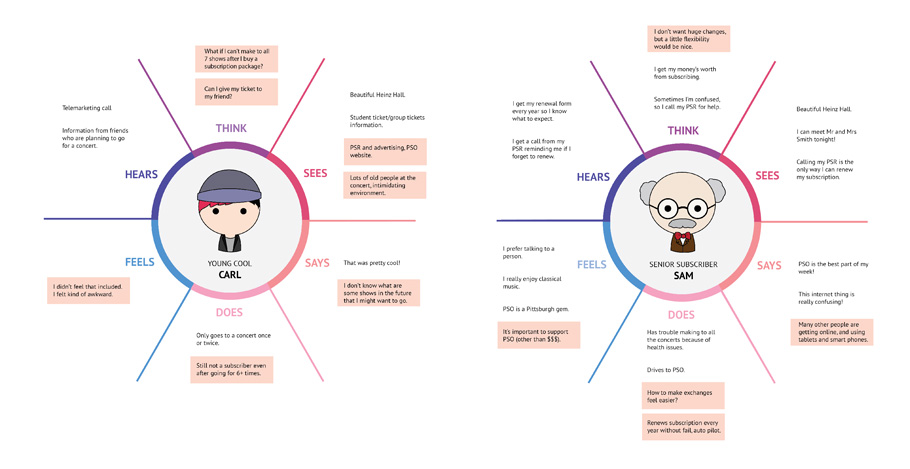 What if I can't make to all
7 shows after I buy a
subscription package?
Can I give my ticket to
my friend?
THINK
Telemarketing call
Information from friends
who are planning to go
for a concert.
HEARS
Beautiful Heinz Hall.
Student ticket/group tickets
information.
PSR and advertising, PSO
website.
Lots of old people at the
concert, intimidating
environment.
SEES
FEELS
I didn't feel that included.
I felt kind of awkward.
YOUNG COOL
CARL
SAYS
That was pretty cool!
I don't know what are
some shows in the future
that I might want to go.
DOES
Only goes to a concert once
or twice.
Still not a subscriber even
after going for 6+ times.
I don't want huge changes,
but a little flexibility
would be nice.
I get my money's worth
from subscribing.
Sometimes I'm confused,
so I call my PSR for help.
THINK
I get my renewal form
every year so I know
what to expect.
I get a call from my
PSR reminding me if I
forget to renew.
HEARS
Beautiful Heinz Hall.
I can meet Mr and Mrs
Smith tonight!
Calling my PSR is the
only way I can renew
my subscription.
SEES
I prefer talking to a
person.
I really enjoy classical
music.
PSO is a Pittsburgh gem.
It's important to support
PSO (other than $$$).
FEELS
SENIOR SUBSCRIBER
SAM
SAYS
PSO is the best part of my
week!
This internet thing is
really confusing!
Many other people are
getting online, and using
tablets and smart phones.
DOES
Has trouble making to all
the concerts because of
health issues.
Drives to PSO.
How to make exchanges
feel easier?
Renews subscription every
year without fail, auto pilot.